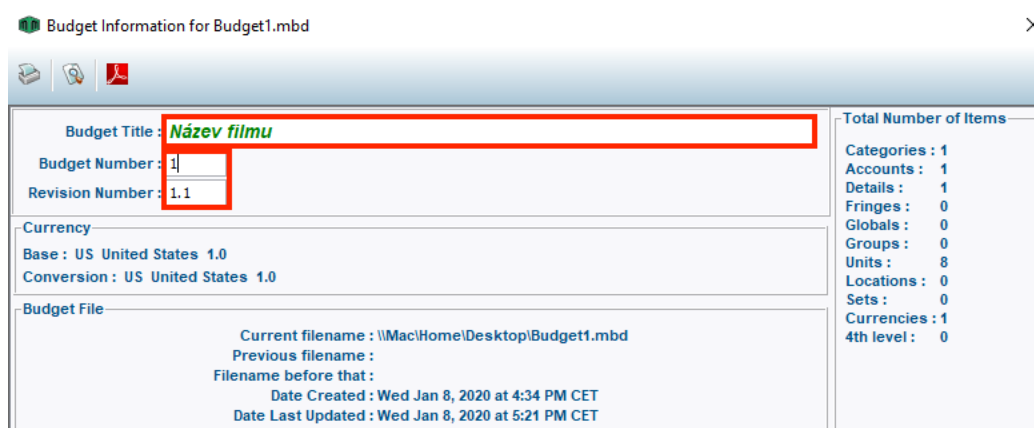 Budget Information for Budget1.mbd
Budget Title : Název filmu
Budget Number : 1
Revision Number : 1.1
Currency
Base : US United States 1.0
Conversion : US United States 1.0
Budget File
Current filename : \\Mac\Home\Desktop\Budget1.mbd
Previous filename :
Filename before that :
Date Created : Wed Jan 8, 2020 at 4:34 PM CET
Date Last Updated : Wed Jan 8, 2020 at 5:21 PM CET
Total Number of Items
Categories : 1
Accounts : 1
Details : 1
Fringes : 0
Globals : 0
Groups : 0
Units : 8
Locations : 0
Sets : 0
Currencies : 1
4th level : 0